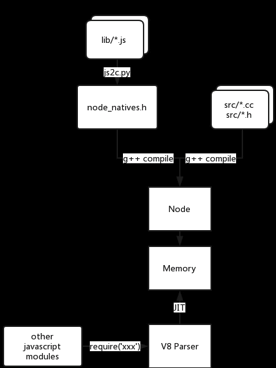 lib/*.js
js2c.py
node_natives.h
src/*.cc
src/*.h
g++ compile
g++ compile
Node
Memory
JIT
other
javascript
modules
require('xxx')
V8 Parser